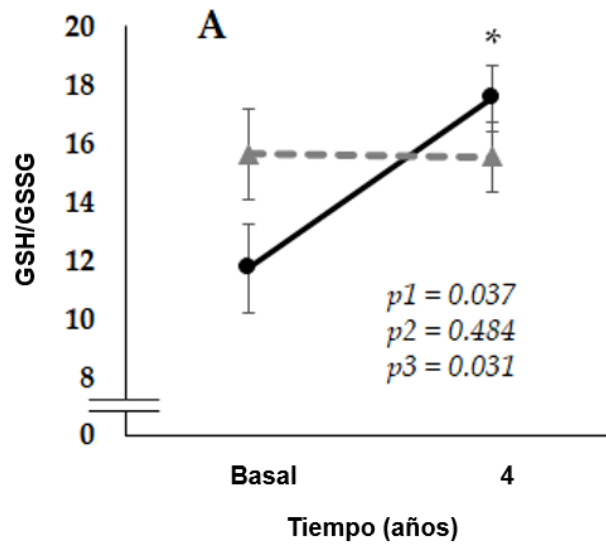 A
*
20
18
16
14
12
10
8
0
GSH/GSSG
p1 = 0.037
p2 = 0.484
p3 = 0.031
Basal 4
Tiempo (años)